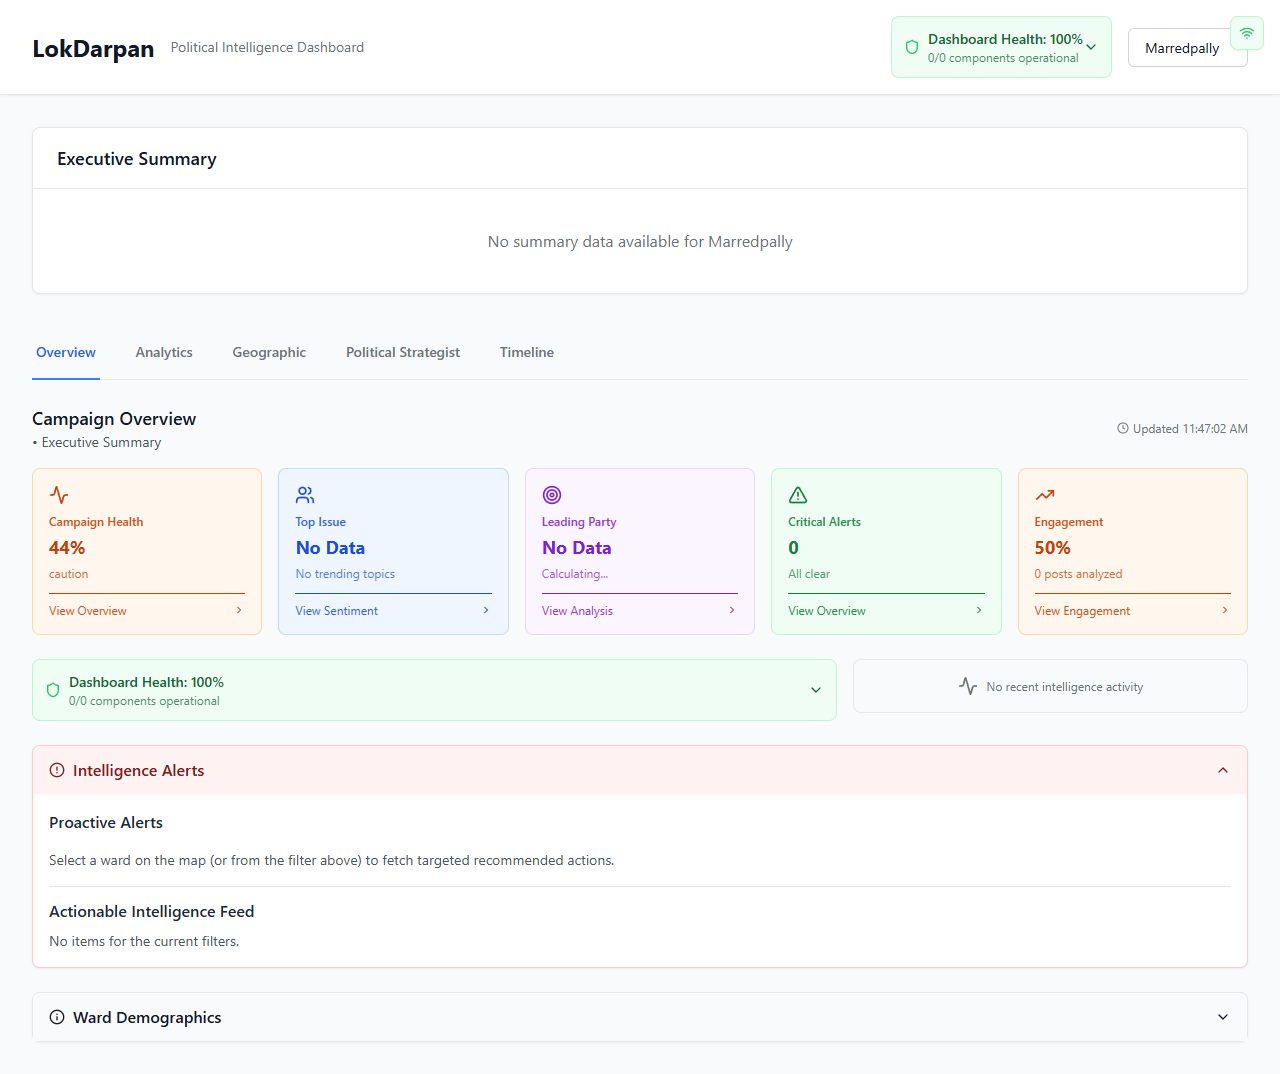 LokDarpan
Political Intelligence Dashboard
Dashboard Health: 100%
0/0 components operational
Marredpally
Executive Summary
No summary data available for Marredpally
Overview
Analytics
Geographic
Political Strategist
Timeline
Campaign Overview
• Executive Summary
Updated 11:47:02 AM
Campaign Health
44%
caution
View Overview
Top Issue
No Data
No trending topics
View Sentiment
Leading Party
No Data
Calculating...
View Analysis
Critical Alerts
0
All clear
View Overview
Engagement
50%
0 posts analyzed
View Engagement
Dashboard Health: 100%
0/0 components operational
No recent intelligence activity
Intelligence Alerts
Proactive Alerts
Select a ward on the map (or from the filter above) to fetch targeted recommended actions.
Actionable Intelligence Feed
No items for the current filters.
Ward Demographics